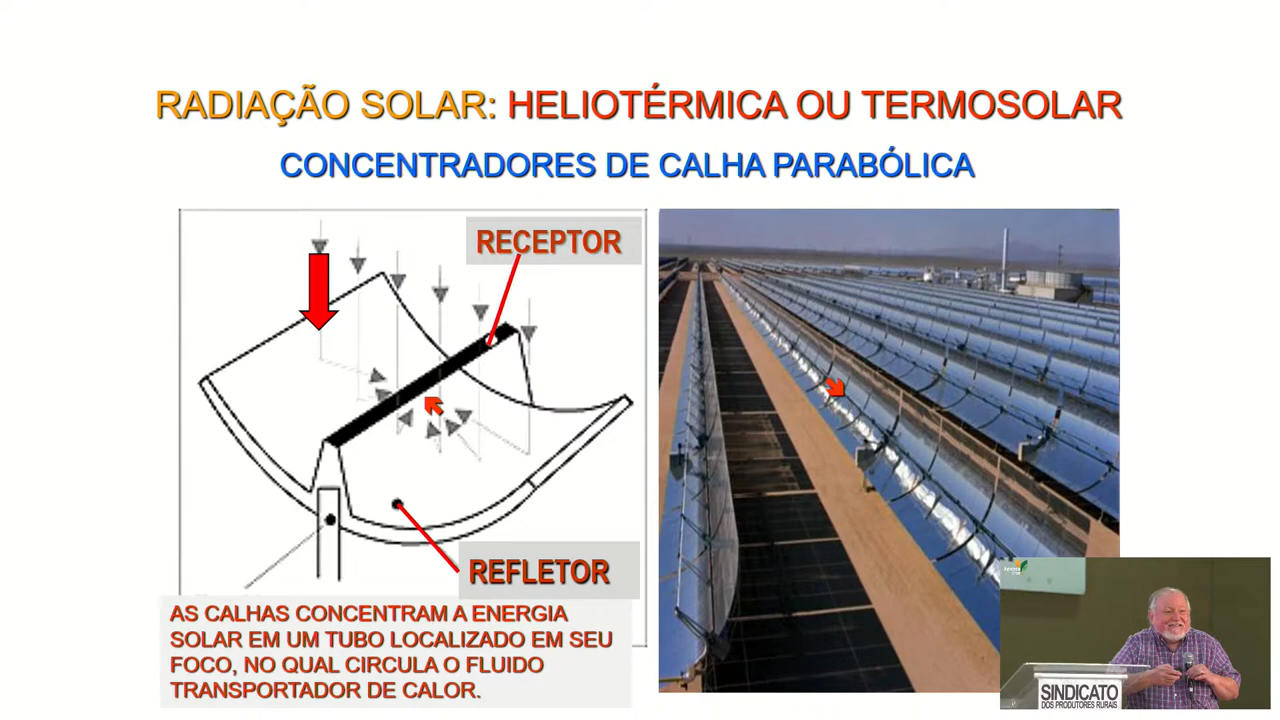 RADIAÇÃO SOLAR: HELIOTÉRMICA OU TERMOSOLAR
CONCENTRADORES DE CALHA PARABÓLICA
RECEPTOR
REFLETOR
AS CALHAS CONCENTRAM A ENERGIA
SOLAR EM UM TUBO LOCALIZADO EM SEU
FOCO, NO QUAL CIRCULA O FLUIDO
TRANSPORTADOR DE CALOR.
SINDICATO
DOS PRODUTORES RURAIS